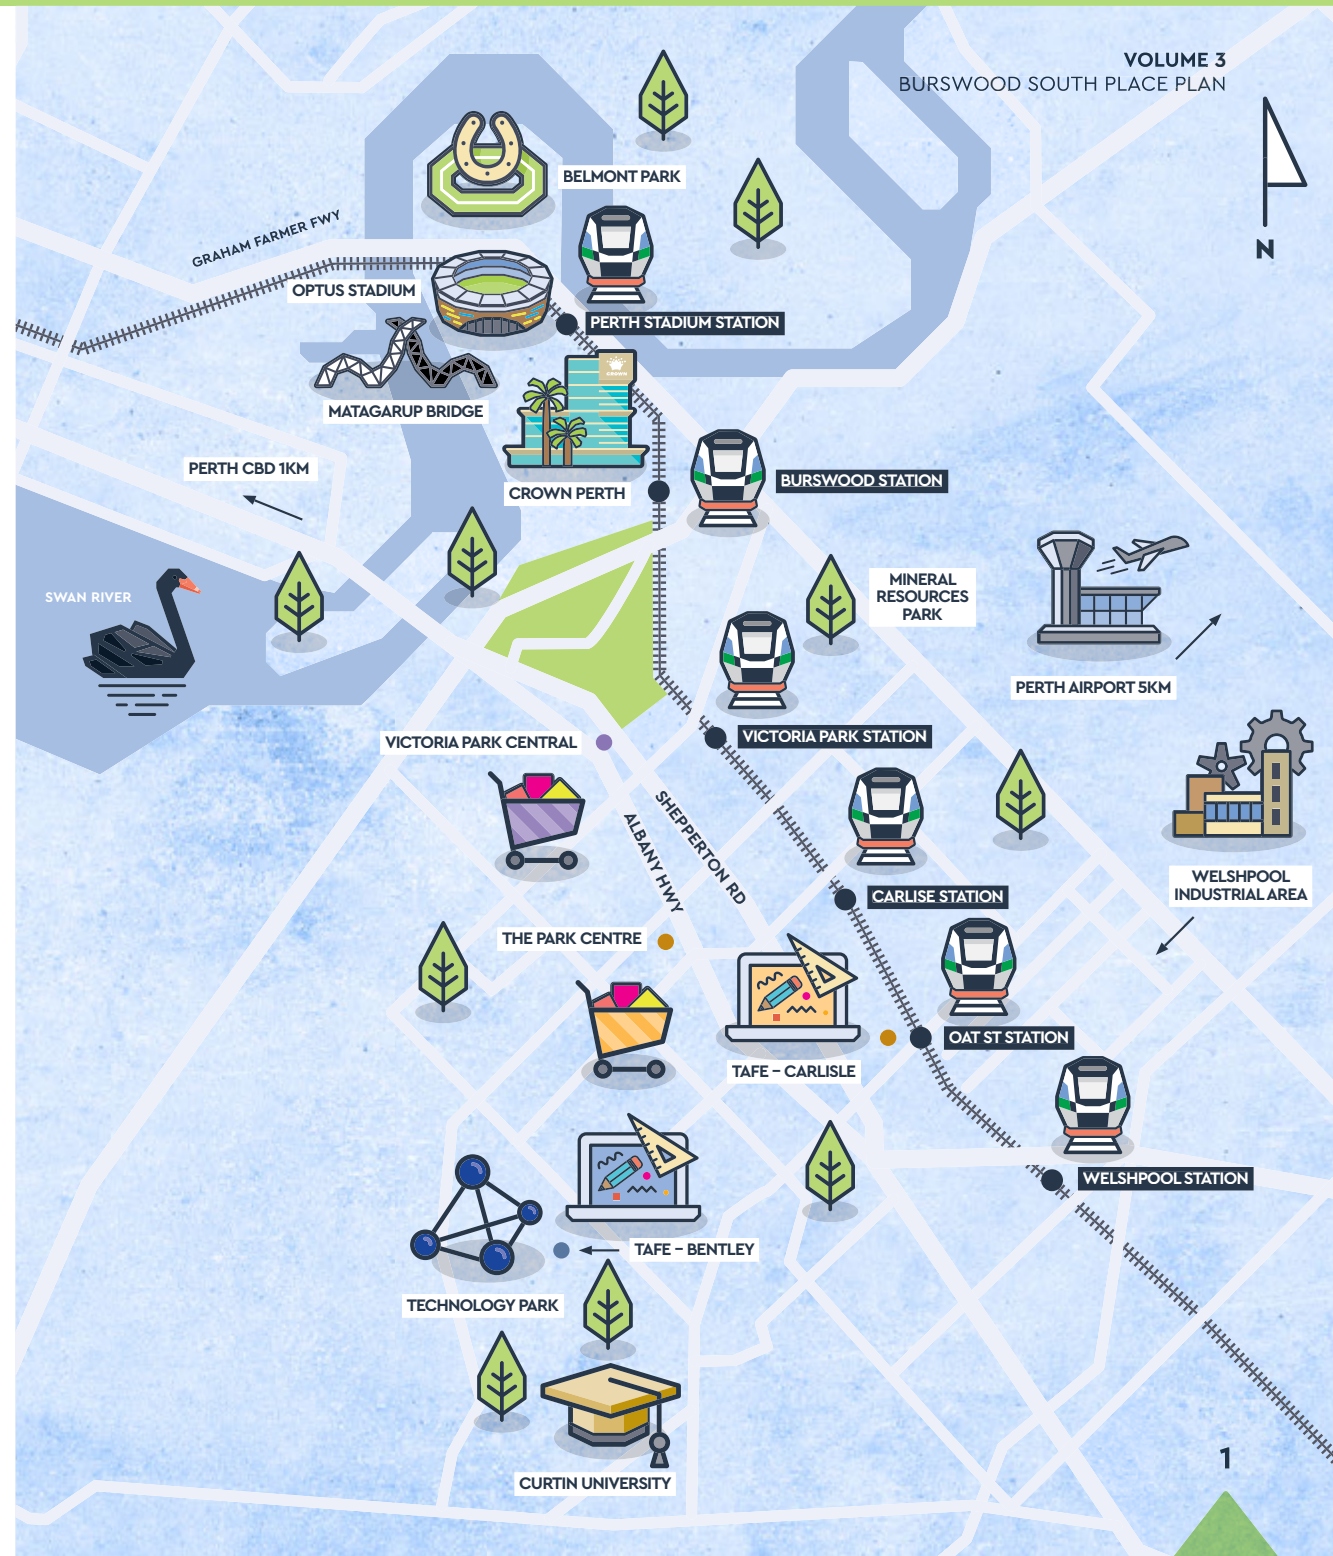 VOLUME 3
BURSWOOD SOUTH PLACE PLAN
N
BELMONT PARK
GRAHAM FARMER FWY
OPTUS STADIUM
PERTH STADIUM STATION
CROWN
MATAGARUP BRIDGE
PERTH CBD 1KM
BURSWOOD STATION
CROWN PERTH
SWAN RIVER
MINERAL
RESOURCES
PARK
PERTH AIRPORT 5KM
VICTORIA PARK CENTRAL
VICTORIA PARK STATION
SHEPPERTON RD
ALBANY HWY
WELSHPOOL
INDUSTRIAL AREA
CARLISE STATION
THE PARK CENTRE
OAT ST STATION
TAFE – CARLISLE
WELSHPOOL STATION
TAFE – BENTLEY
TECHNOLOGY PARK
CURTIN UNIVERSITY
1